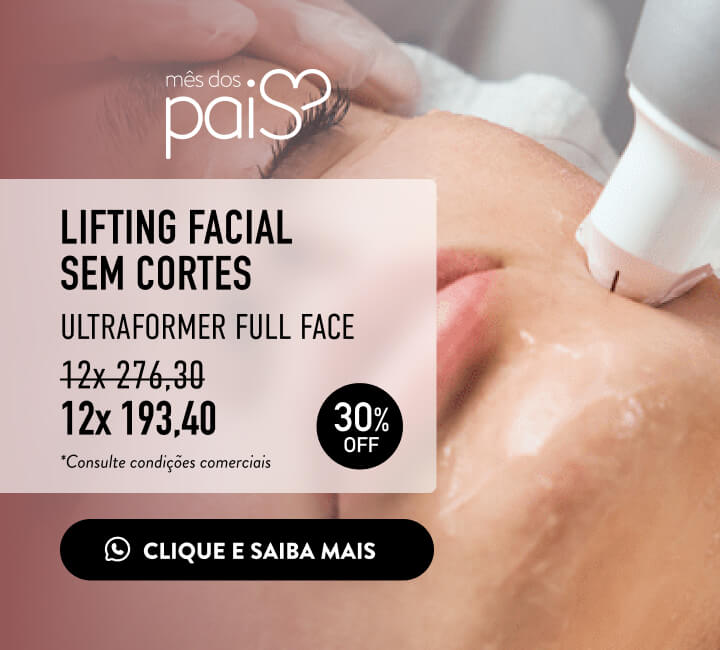 mês dos
pais
LIFTING FACIAL
SEM CORTES
ULTRAFORMER FULL FACE
12x 276,30
12x 193,40
30%
OFF
*Consulte condições comerciais
CLIQUE E SAIBA MAIS